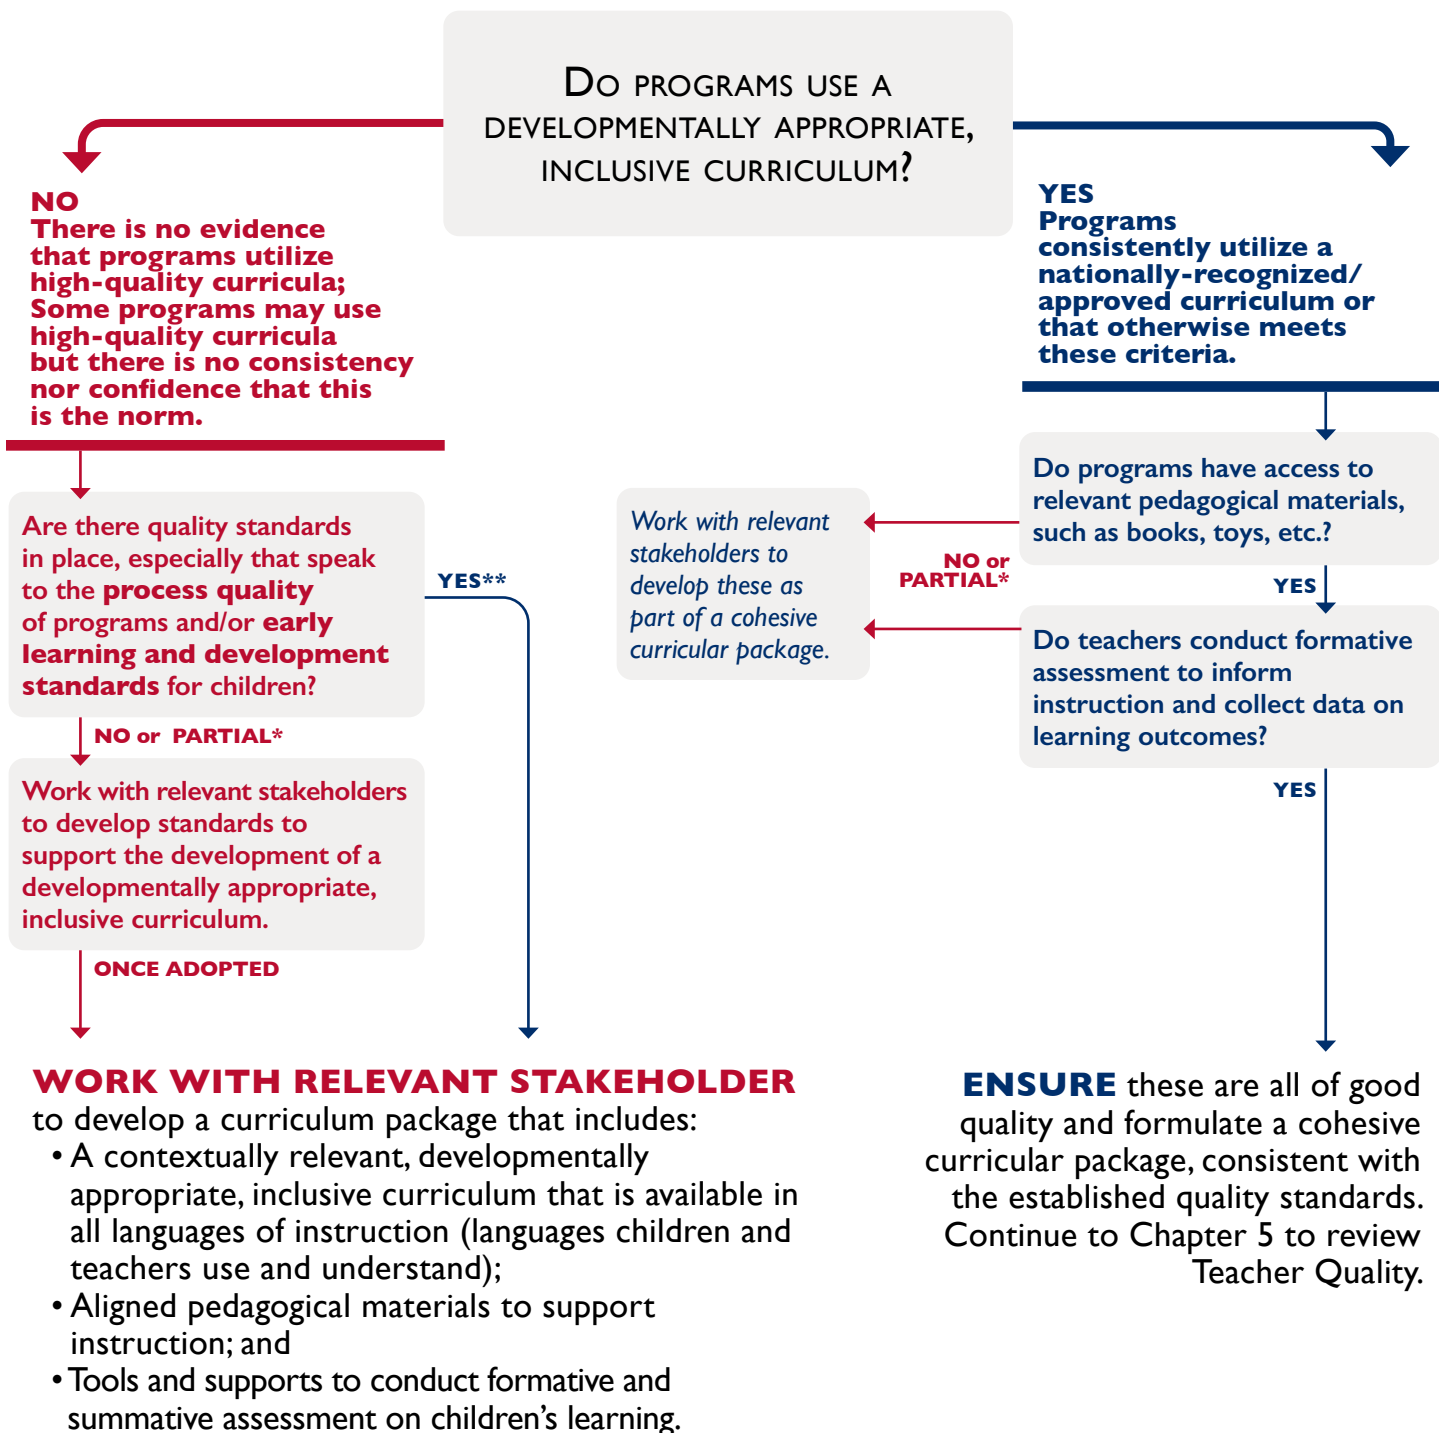 Do programs use a
developmentally appropriate,
inclusive curriculum?
NO
There is no evidence
that programs utilize
high-quality curricula;
Some programs may use
high-quality curricula
but there is no consistency
nor confidence that this
is the norm.
Are there quality standards
in place, especially that speak
to the process quality
of programs and/or early
learning and development
standards for children?
YES**
NO or PARTIAL*
Work with relevant stakeholders
to develop standards to
support the development of a
developmentally appropriate,
inclusive curriculum.
ONCE ADOPTED
WORK WITH RELEVANT STAKEHOLDER
to develop a curriculum package that includes:
• A contextually relevant, developmentally
appropriate, inclusive curriculum that is available in
all languages of instruction (languages children and
teachers use and understand);
• Aligned pedagogical materials to support
instruction; and
• Tools and supports to conduct formative and
summative assessment on children's learning.
YES
Programs
consistently utilize a
nationally-recognized/
approved curriculum or
that otherwise meets
these criteria.
Do programs have access to
relevant pedagogical materials,
such as books, toys, etc.?
NO or
PARTIAL*
Work with relevant
stakeholders to
develop these as
part of a cohesive
curricular package.
YES
Do teachers conduct formative
assessment to inform
instruction and collect data on
learning outcomes?
YES
ENSURE these are all of good
quality and formulate a cohesive
curricular package, consistent with
the established quality standards.
Continue to Chapter 5 to review
Teacher Quality.